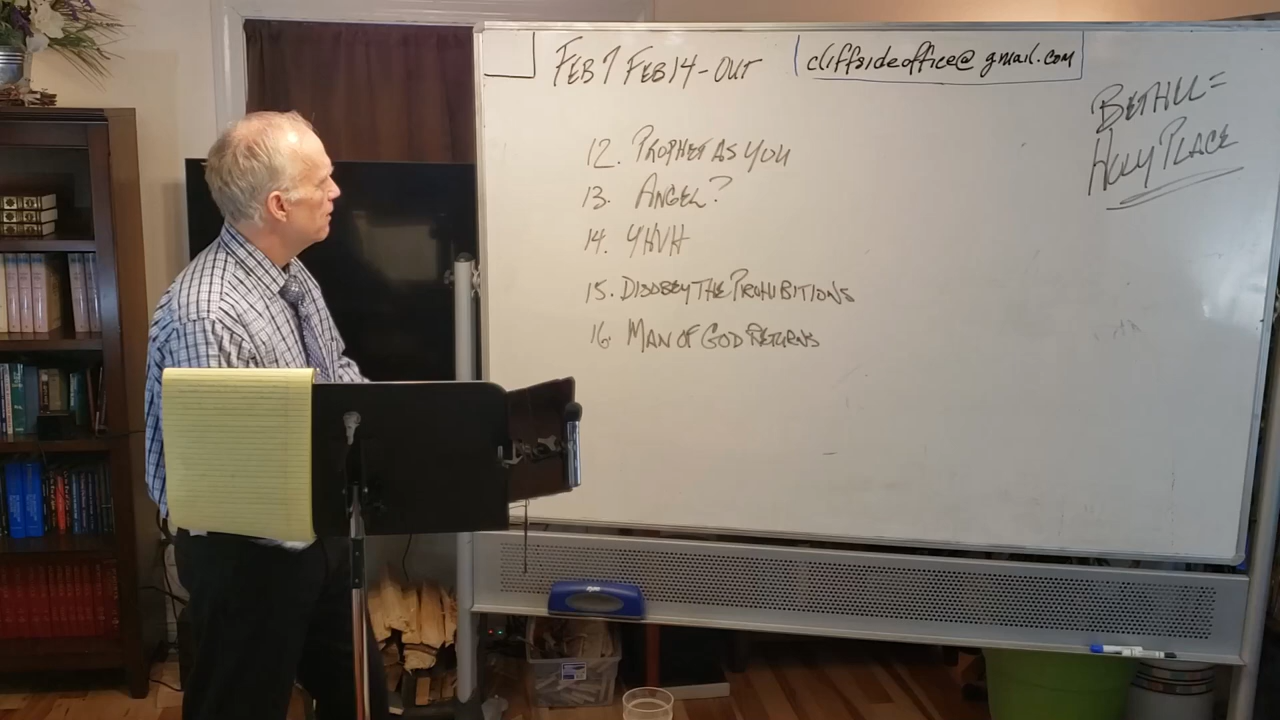 FEB 7 FEB 14 - OUT
cliffsideoffice@gmail.com
BETHEL =
HOLY PLACE
12. PROPHET AS YOU
13. ANGEL?
14. YHVH
15. DISOBEY THE PROHIBITIONS
16. MAN OF GOD RETURNS